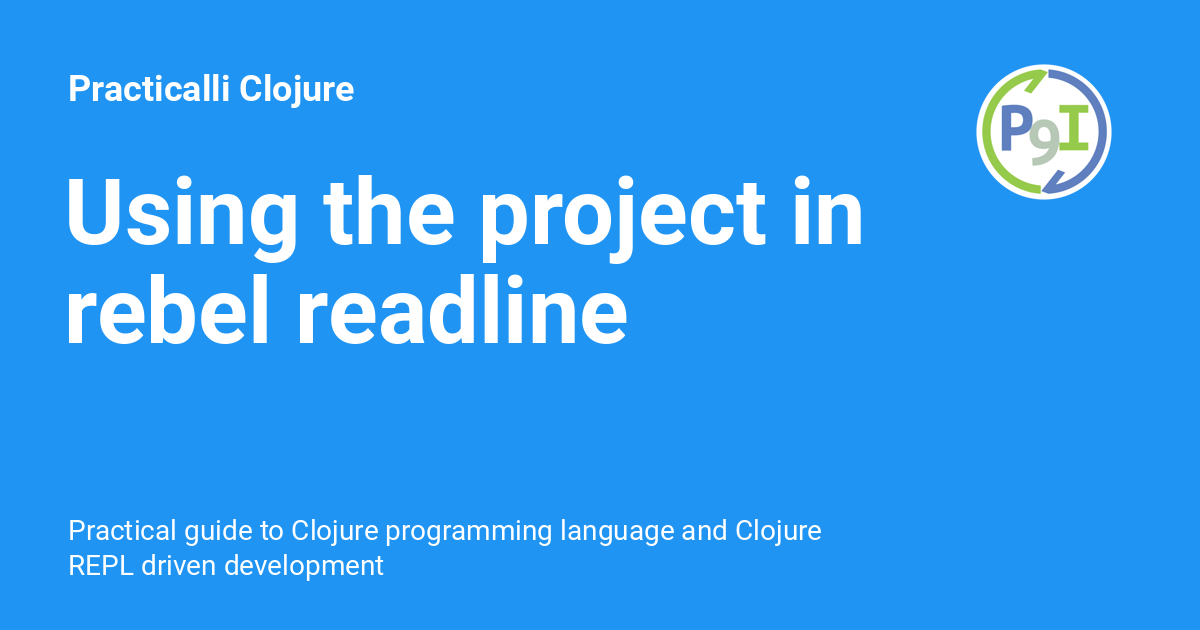 Practicalli Clojure
P9I
Using the project in
rebel readline
Practical guide to Clojure programming language and Clojure
REPL driven development